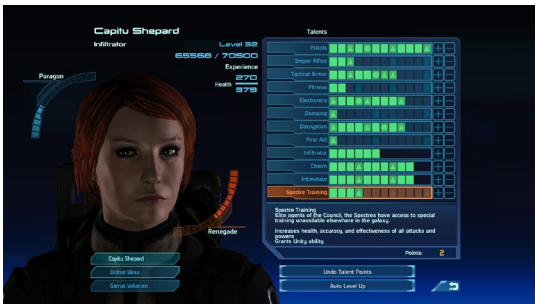 Capitu Shepard
Infiltrator
Level 32
65568 / 70500
Experience
270
Health
379
Paragon
Renegade
Capitu Shepard
Urdnot Wrex
Garrus Vakarian
Talents
Pistols
Sniper Rifles
Tactical Armor
Fitness
Electronics
Damping
Decryption
First Aid
Infiltrator
Charm
Intimidate
Spectre Training
Spectre Training
Elite agents of the Council, the Spectres have access to special
training unavailable elsewhere in the galaxy.
Increases health, accuracy, and effectiveness of all attacks and
powers
Grants Unity ability
Points: 2
Undo Talent Points
Auto Level Up